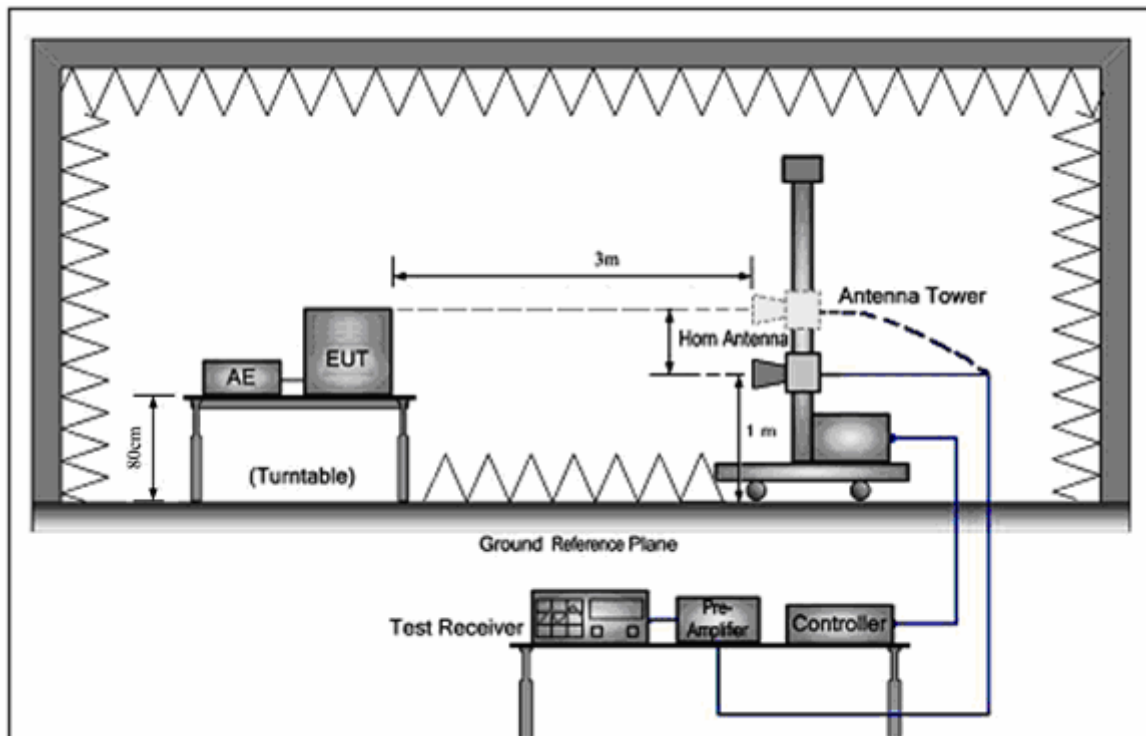 3m
Antenna Tower
Horn Antenna
EUT
AE
1 m
80cm
(Turntable)
Ground Reference Plane
Test Receiver
Pre-
Amplifier
Controller